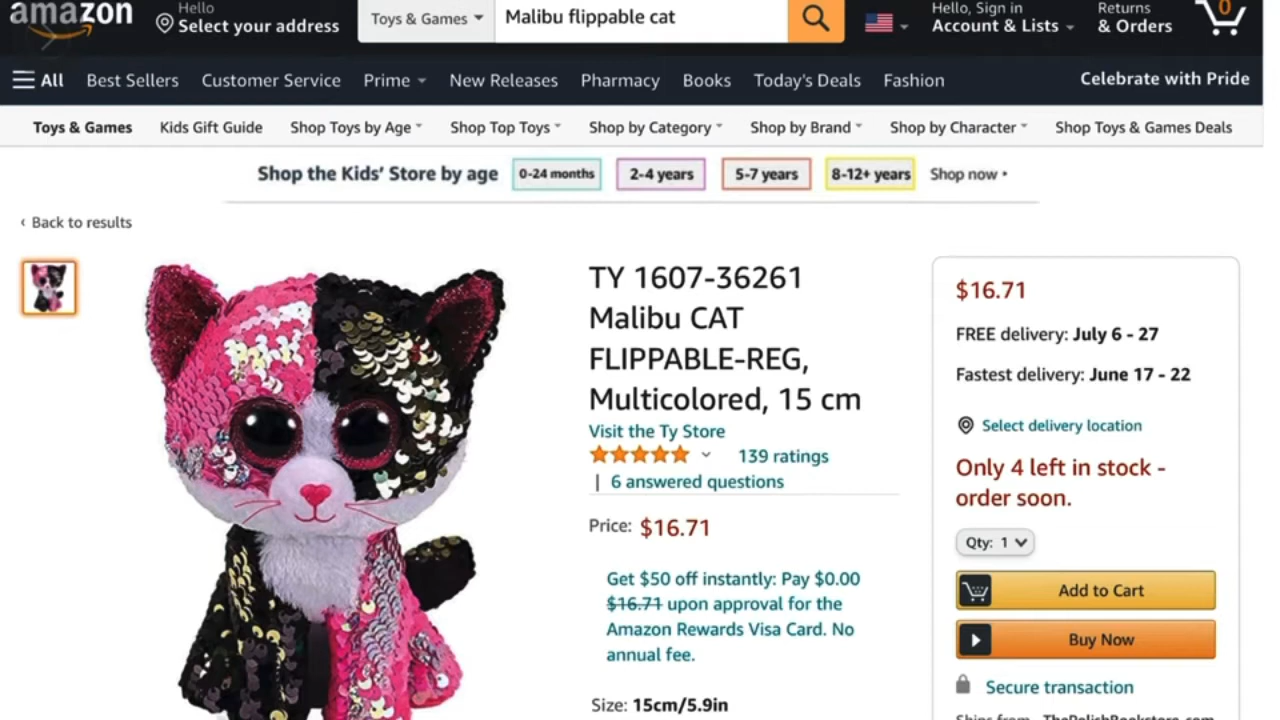 amazon
Hello
Select your address
Toys & Games
Malibu flippable cat
Hello, Sign in
Account & Lists
Returns
& Orders
0
All
Best Sellers
Customer Service
Prime
New Releases
Pharmacy
Books
Today's Deals
Fashion
Celebrate with Pride
Toys & Games
Kids Gift Guide
Shop Toys by Age
Shop Top Toys
Shop by Category
Shop by Brand
Shop by Character
Shop Toys & Games Deals
Shop the Kids' Store by age
0-24 months
2-4 years
5-7 years
8-12+ years
Shop now
‹ Back to results
TY 1607-36261
Malibu CAT
FLIPPABLE-REG,
Multicolored, 15 cm
Visit the Ty Store
139 ratings
| 6 answered questions
Price: $16.71
Get $50 off instantly: Pay $0.00
$16.71 upon approval for the
Amazon Rewards Visa Card. No
annual fee.
Size: 15cm/5.9in
$16.71
FREE delivery: July 6 - 27
Fastest delivery: June 17 - 22
Select delivery location
Only 4 left in stock -
order soon.
Qty: 1
Add to Cart
Buy Now
Secure transaction
Ships from ThePolishBookstore.com